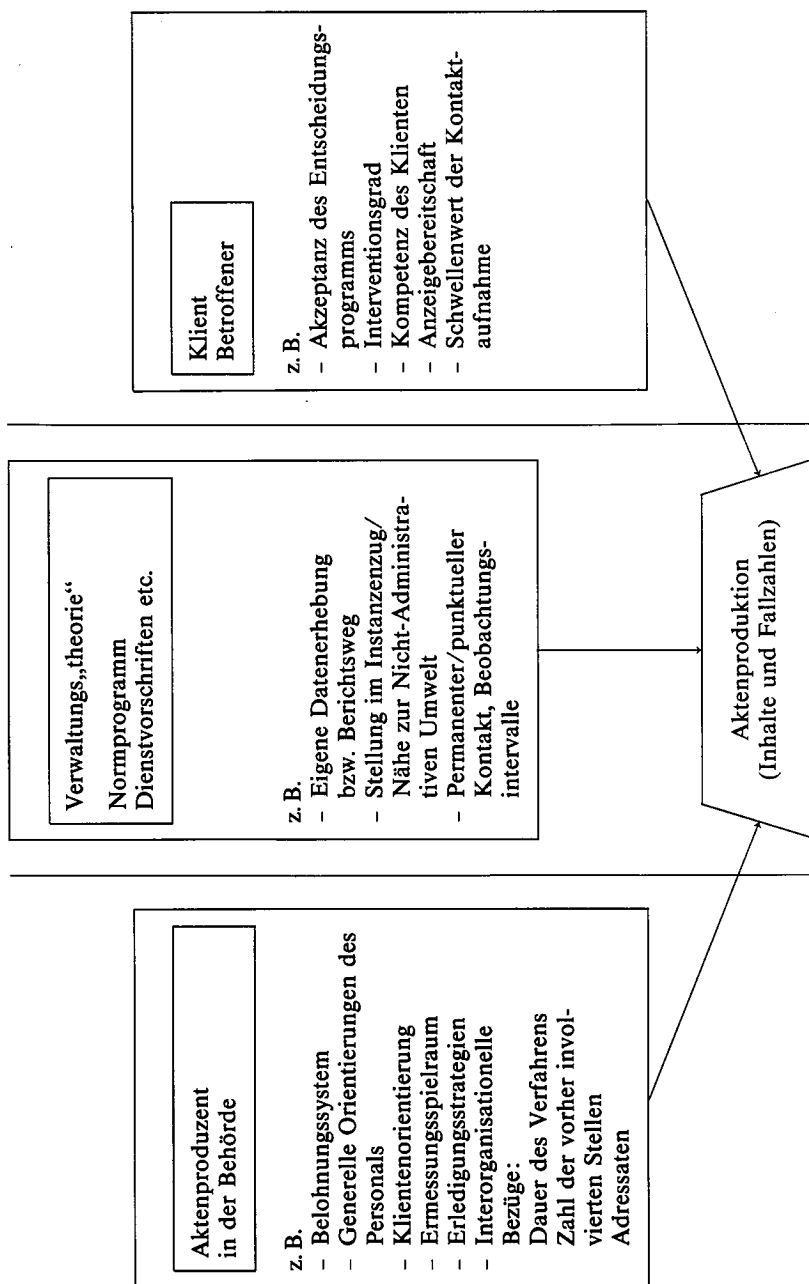 Aktenproduzent
in der Behörde
z. B.
– Belohnungssystem
– Generelle Orientierungen des
Personals
– Klientenorientierung
– Ermessungsspielraum
– Erledigungsstrategien
– Interorganisationelle
Bezüge:
Dauer des Verfahrens
Zahl der vorher invol-
vierten Stellen
Adressaten
Verwaltungs„theorie“
Normprogramm
Dienstvorschriften etc.
z. B.
– Eigene Datenerhebung
bzw. Berichtsweg
– Stellung im Instanzenzug/
Nähe zur Nicht-Administra-
tiven Umwelt
– Permanenter/punktueller
Kontakt, Beobachtungs-
intervalle
Klient
Betroffener
z. B.
– Akzeptanz des Entscheidungs-
programms
– Interventionsgrad
– Kompetenz des Klienten
– Anzeigebereitschaft
– Schwellenwert der Kontakt-
aufnahme
Aktenproduktion
(Inhalte und Fallzahlen)